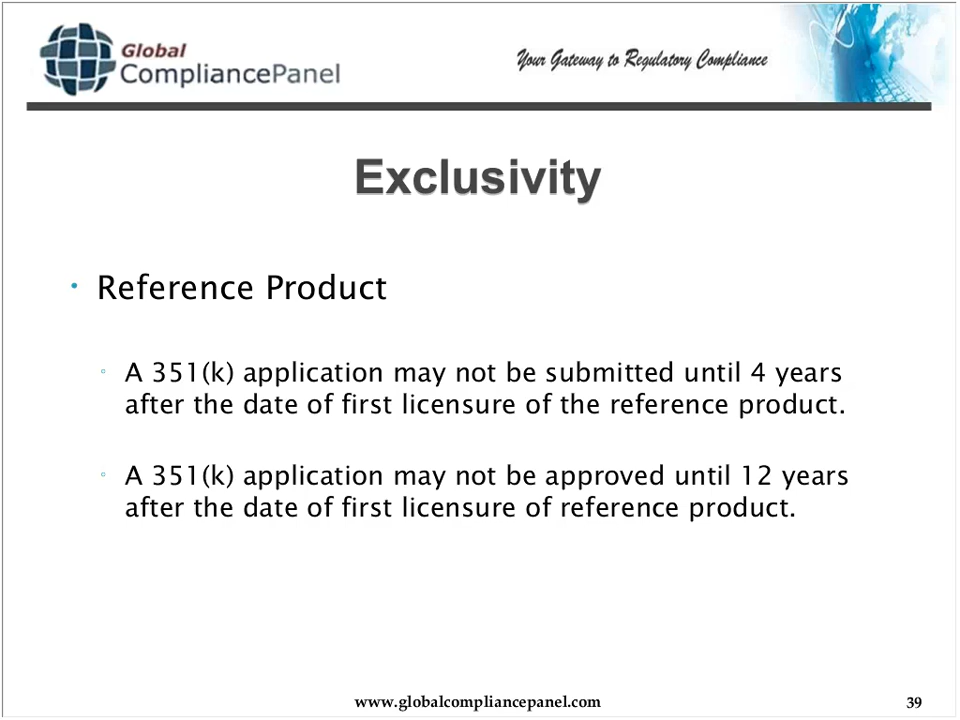 Global
CompliancePanel
Your Gateway to Regulatory Compliance
Exclusivity
• Reference Product
◦ A 351(k) application may not be submitted until 4 years
after the date of first licensure of the reference product.
◦ A 351(k) application may not be approved until 12 years
after the date of first licensure of reference product.
www.globalcompliancepanel.com
39